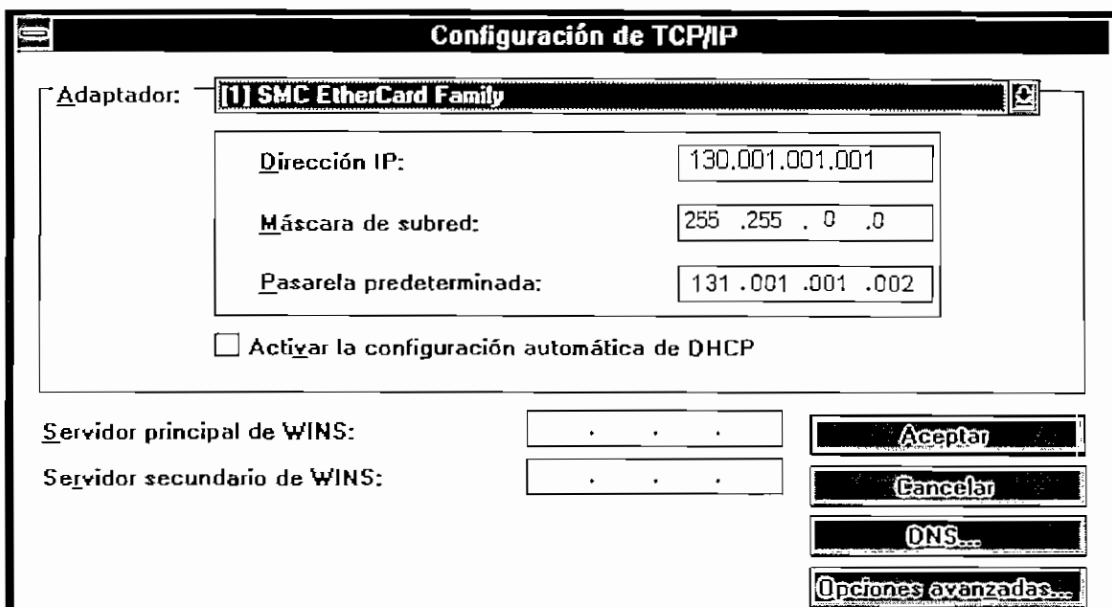 Configuración de TCP/IP
Adaptador: [1] SMC EtherCard Family
Dirección IP: 130.001.001.001
Máscara de subred: 255 .255 . 0 .0
Pasarela predeterminada: 131 .001 .001 .002
Activar la configuración automática de DHCP
Servidor principal de WINS: . . .
Aceptar
Servidor secundario de WINS: . . .
Cancelar
DNS...
Opciones avanzadas...